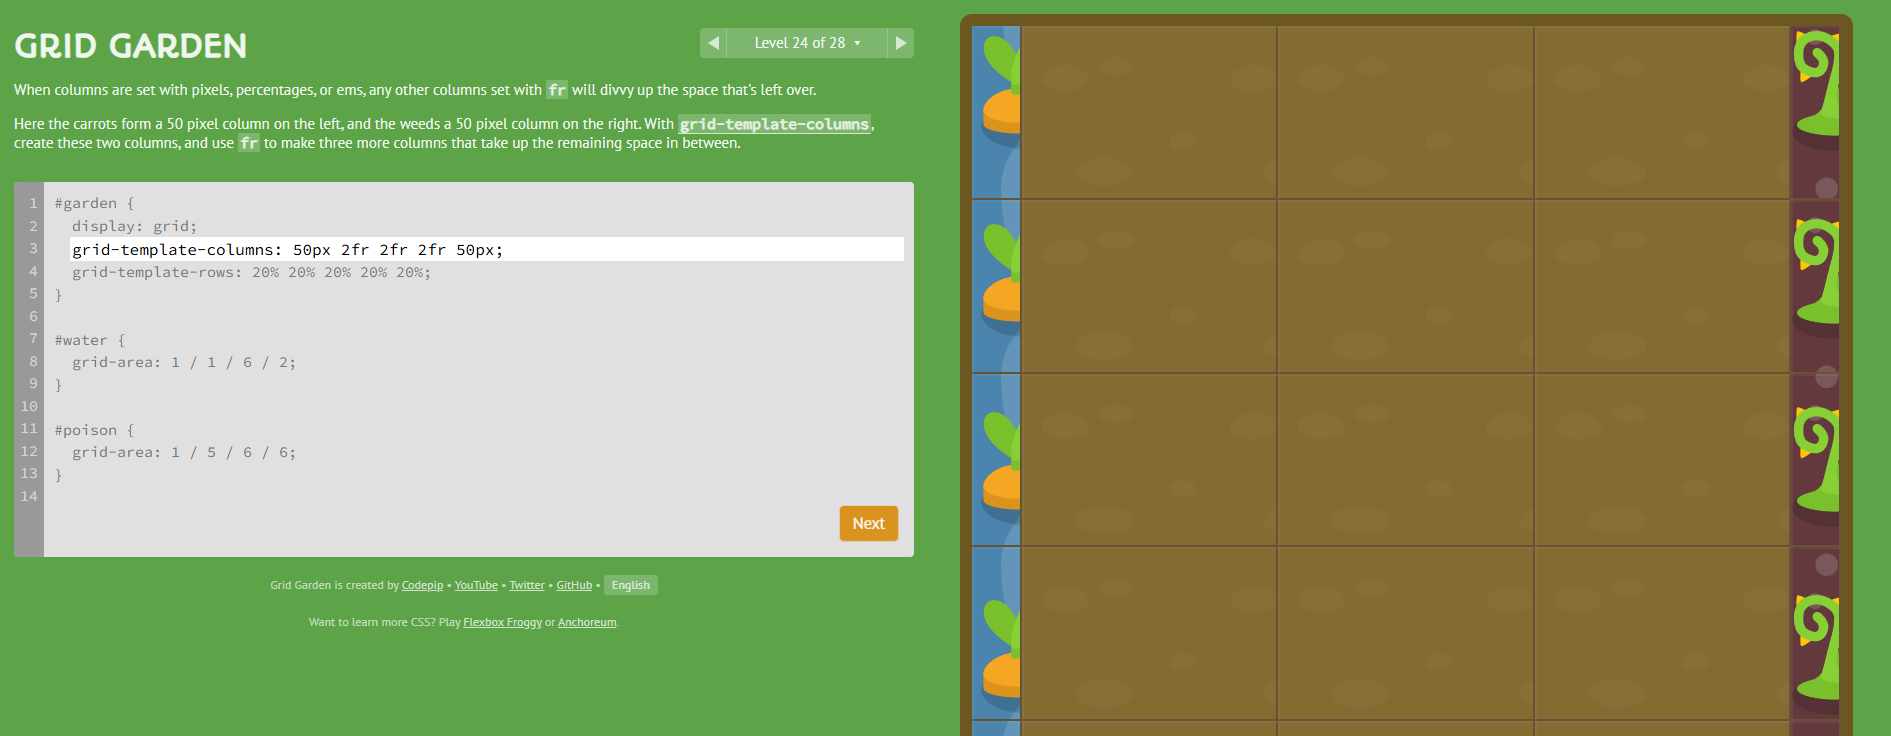 GRID GARDEN
Level 24 of 28
When columns are set with pixels, percentages, or ems, any other columns set with fr will divvy up the space that's left over.
Here the carrots form a 50 pixel column on the left, and the weeds a 50 pixel column on the right. With grid-template-columns,
create these two columns, and use fr to make three more columns that take up the remaining space in between.
1 #garden {
2 display: grid;
3 grid-template-columns: 50px 2fr 2fr 2fr 50px;
4 grid-template-rows: 20% 20% 20% 20% 20%;
5 }
6
7 #water {
8 grid-area: 1 / 1 / 6 / 2;
9 }
10
11 #poison {
12 grid-area: 1 / 5 / 6 / 6;
13 }
14
Next
Grid Garden is created by Codepip • YouTube • Twitter • GitHub • English
Want to learn more CSS? Play Flexbox Froggy or Anchoreum.